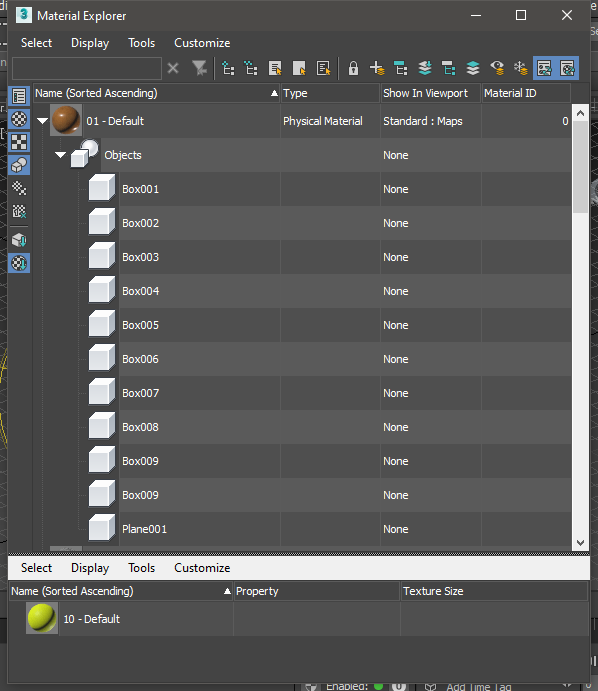 Material Explorer
Select Display Tools Customize
Name (Sorted Ascending) Type Show In Viewport Material ID
01 - Default Physical Material Standard : Maps 0
Objects None
Box001 None
Box002 None
Box003 None
Box004 None
Box005 None
Box006 None
Box007 None
Box008 None
Box009 None
Box009 None
Plane001 None
Select Display Tools Customize
Name (Sorted Ascending) Property Texture Size
10 - Default
Enabled: 0 Add Time Tag